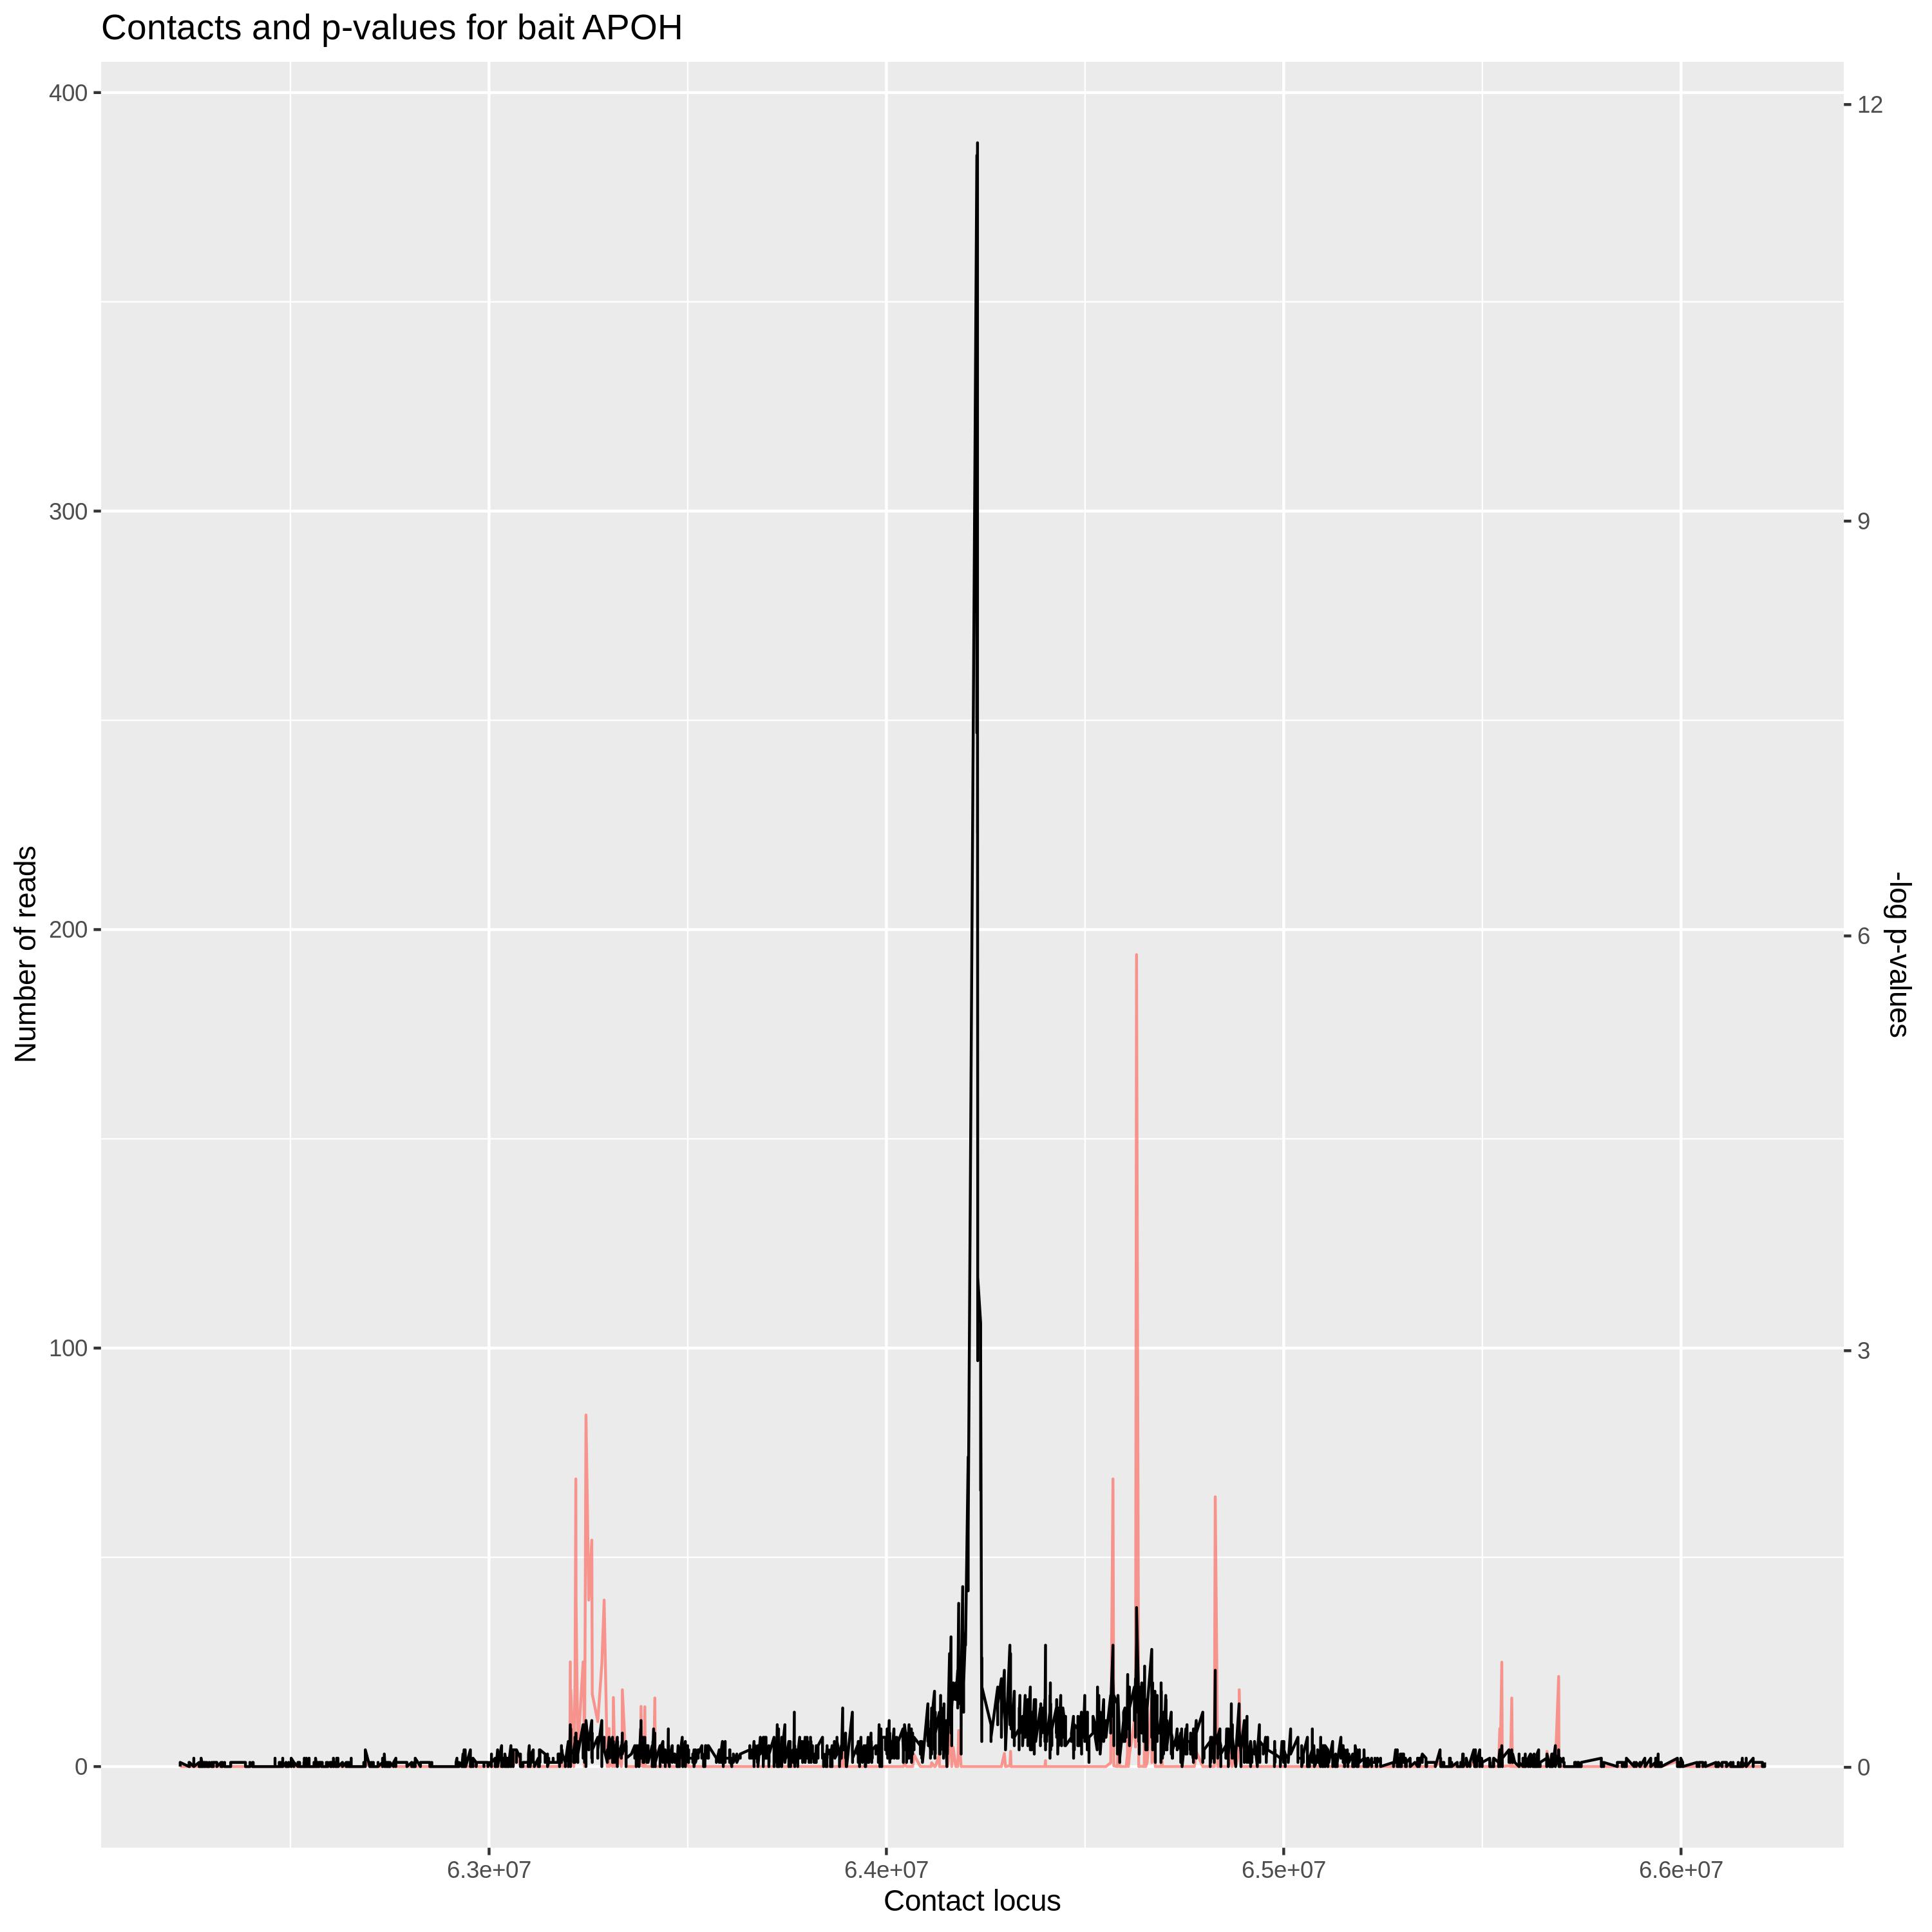 Contacts and p-values for bait APOH
Number of reads
400
300
200
100
0
12
9
6
3
0
-log p-values
6.3e+07
6.4e+07
6.5e+07
6.6e+07
Contact locus